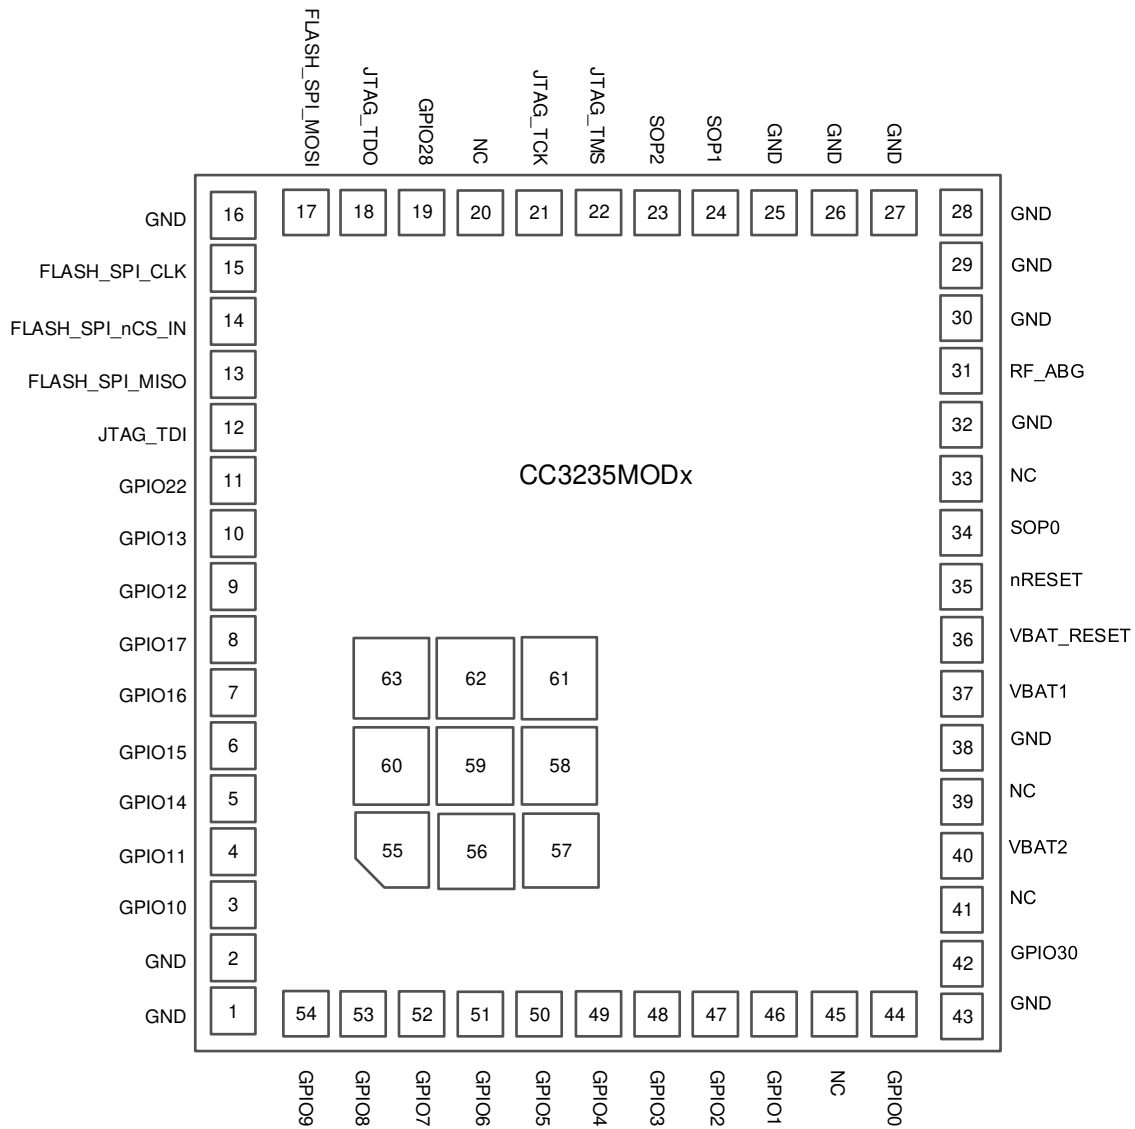 FLASH_SPI_MOSI
JTAG_TDO
GPIO28
NC
JTAG_TCK
JTAG_TMS
SOP2
SOP1
GND
GND
GND
GND 16
17 18 19 20 21 22 23 24 25 26 27
28 GND
FLASH_SPI_CLK 15
29 GND
FLASH_SPI_nCS_IN 14
30 GND
FLASH_SPI_MISO 13
31 RF_ABG
JTAG_TDI 12
32 GND
CC3235MODx
GPIO22 11
33 NC
GPIO13 10
34 SOP0
GPIO12 9
35 nRESET
GPIO17 8
36 VBAT_RESET
63 62 61
GPIO16 7
37 VBAT1
GPIO15 6
38 GND
60 59 58
GPIO14 5
39 NC
GPIO11 4
55 56 57
40 VBAT2
GPIO10 3
41 NC
GND 2
42 GPIO30
GND 1
54 53 52 51 50 49 48 47 46 45 44
43 GND
GPIO9
GPIO8
GPIO7
GPIO6
GPIO5
GPIO4
GPIO3
GPIO2
GPIO1
NC
GPIO0